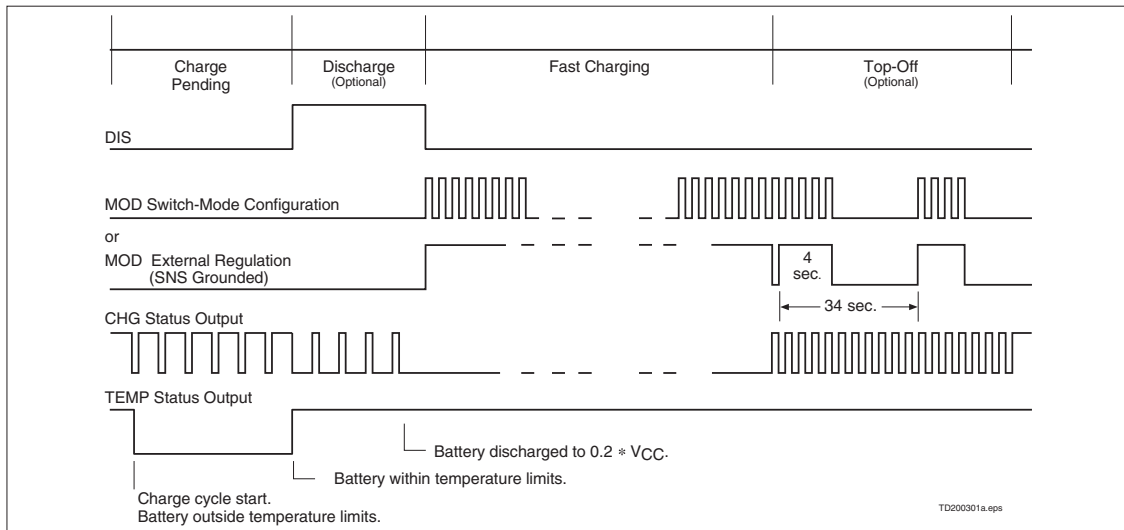 Charge
Pending
Discharge
(Optional)
Fast Charging
Top-Off
(Optional)
DIS
MOD Switch-Mode Configuration
or
MOD External Regulation
(SNS Grounded)
4
sec.
34 sec.
CHG Status Output
TEMP Status Output
Battery discharged to 0.2 * VCC.
Battery within temperature limits.
Charge cycle start.
Battery outside temperature limits.
TD200301a.eps